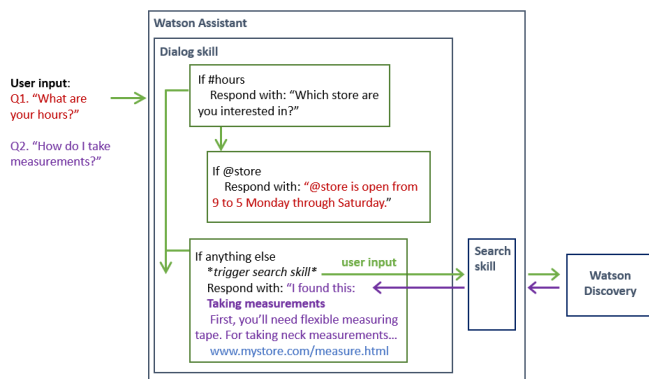 Watson Assistant
Dialog skill
User input:
Q1. “What are
your hours?”
Q2. “How do I take
measurements?”
If #hours
Respond with: “Which store are
you interested in?”
If @store
Respond with: “@store is open from
9 to 5 Monday through Saturday.”
If anything else
*trigger search skill*
Respond with: “I found this:
Taking measurements
First, you’ll need flexible measuring
tape. For taking neck measurements…
www.mystore.com/measure.html
user input
Search
skill
Watson
Discovery